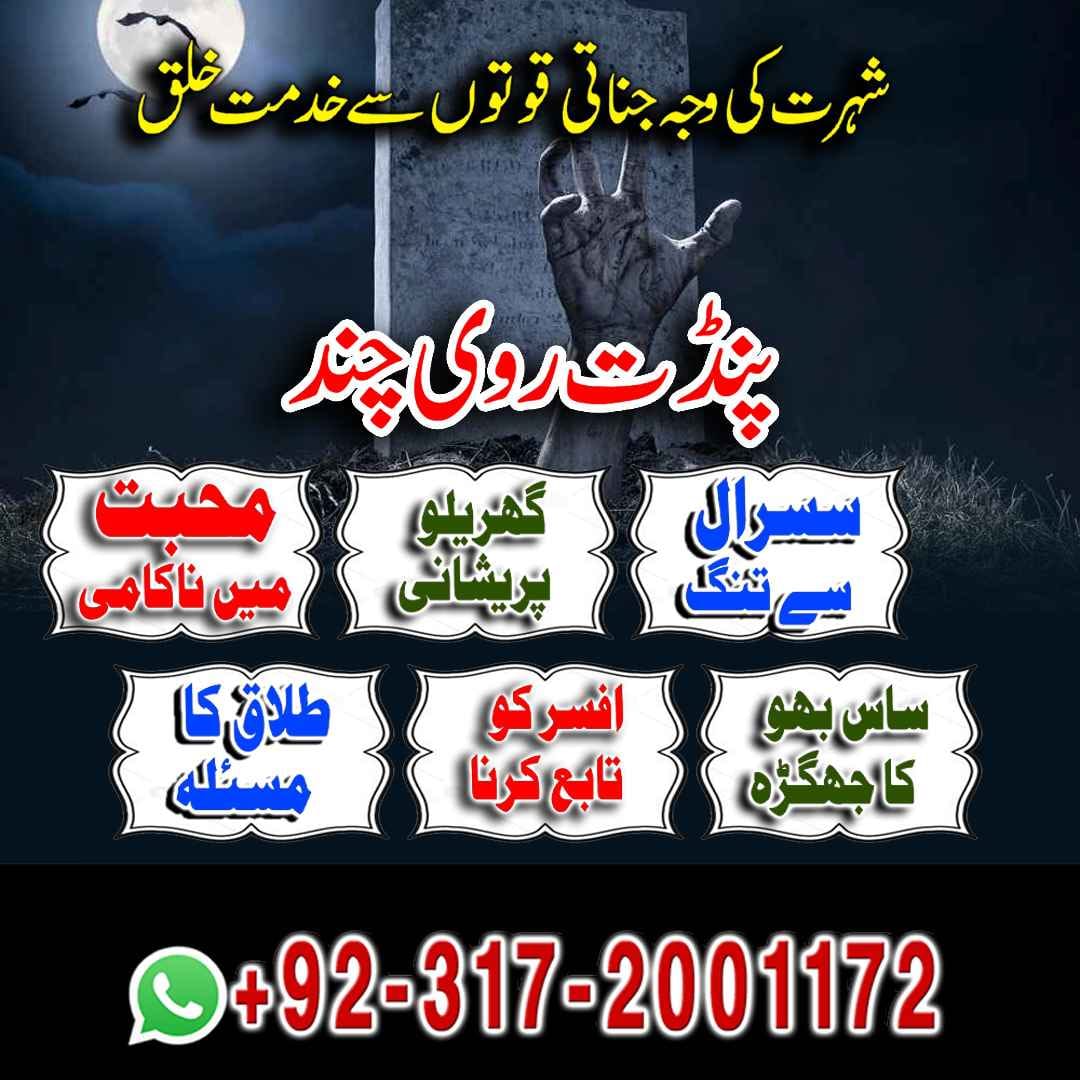 شہرت کی وجہ جناتی قوتوں سے خدمت خلق
پنڈت روی چند
سسرال
سے تنگ
گھریلو
پریشانی
محبت
میں ناکامی
ساس بھو
کا جھگڑہ
افسر کو
تابع کرنا
طلاق کا
مسئلہ
+92-317-2001172